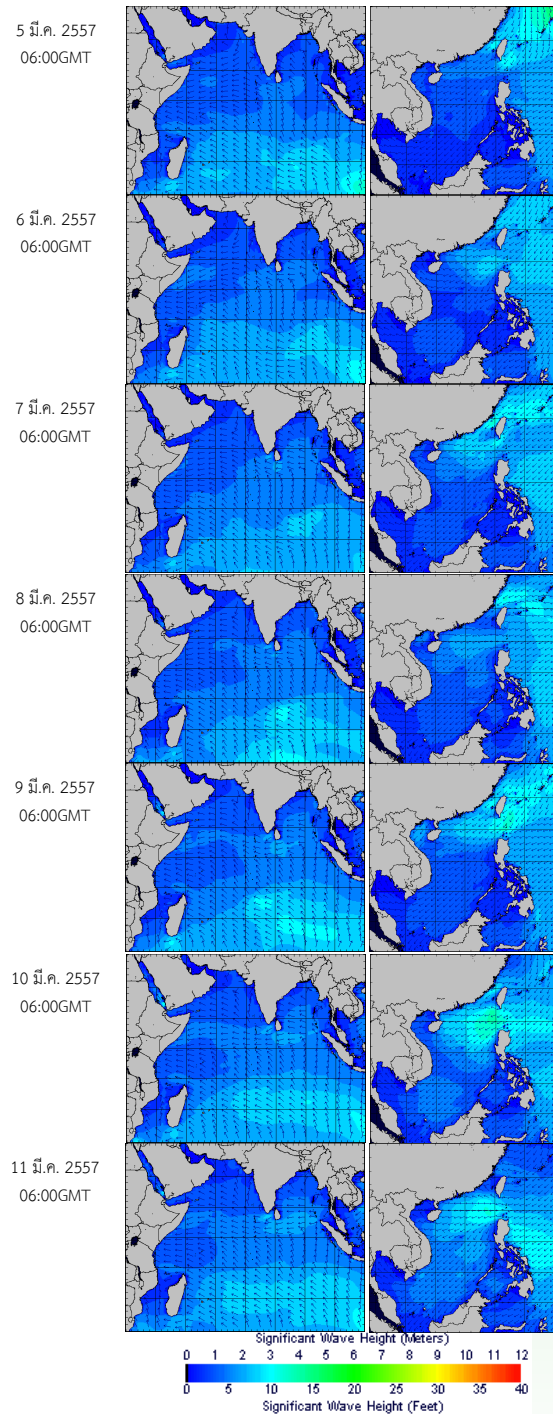 5 มี.ค. 2557
06:00GMT
6 มี.ค. 2557
06:00GMT
7 มี.ค. 2557
06:00GMT
8 มี.ค. 2557
06:00GMT
9 มี.ค. 2557
06:00GMT
10 มี.ค. 2557
06:00GMT
11 มี.ค. 2557
06:00GMT
Significant Wave Height (Meters)
0 1 2 3 4 5 6 7 8 9 10 11 12
0 5 10 15 20 25 30 35 40
Significant Wave Height (Feet)